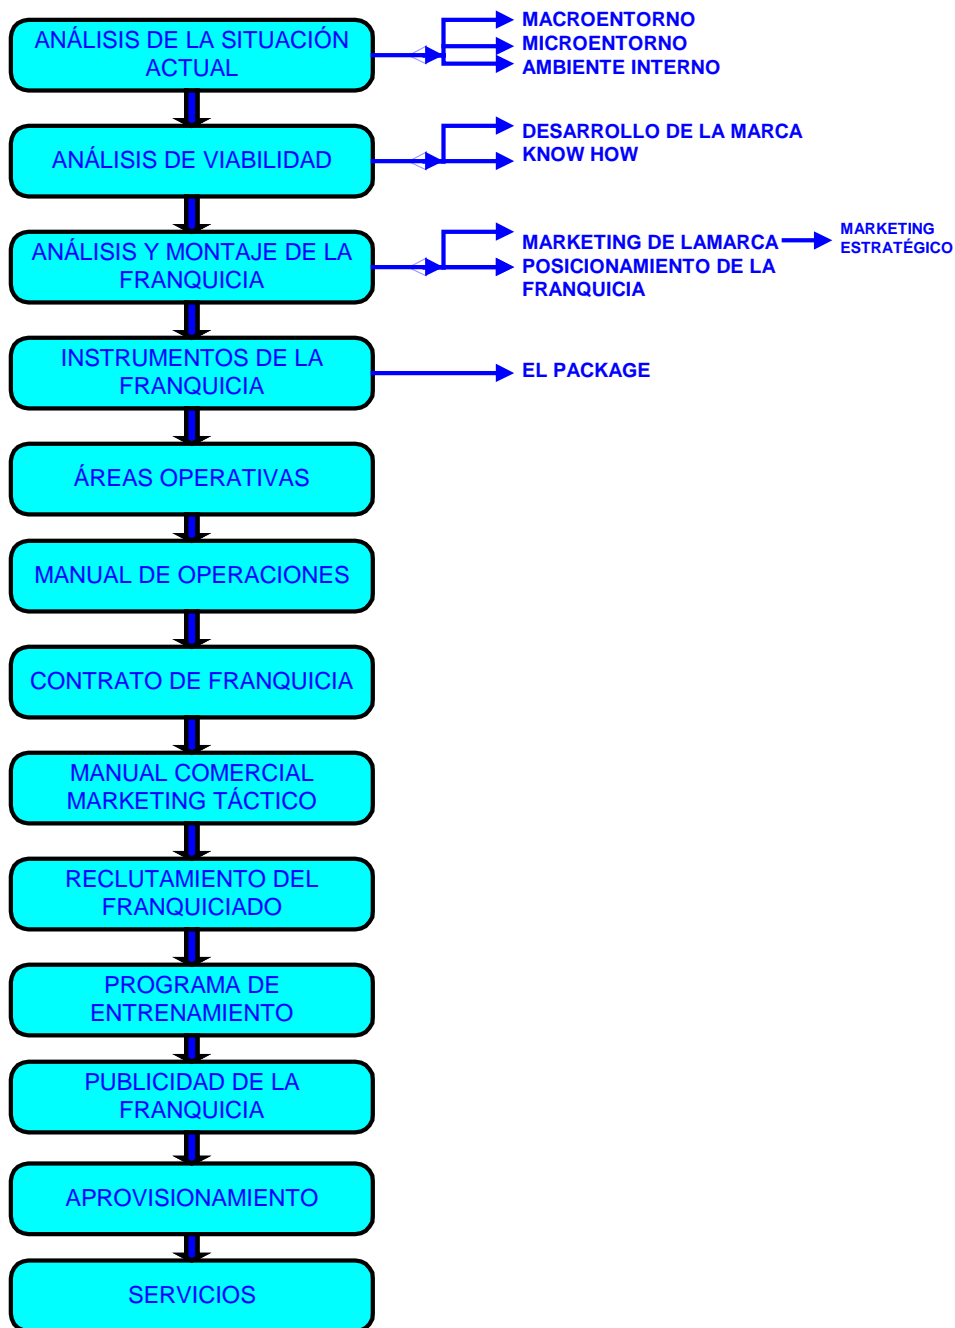 ANÁLISIS DE LA SITUACIÓN
ACTUAL
MACROENTORNO
MICROENTORNO
AMBIENTE INTERNO
ANÁLISIS DE VIABILIDAD
DESARROLLO DE LA MARCA
KNOW HOW
ANÁLISIS Y MONTAJE DE LA
FRANQUICIA
MARKETING DE LAMARCA
POSICIONAMIENTO DE LA
FRANQUICIA
MARKETING
ESTRATÉGICO
INSTRUMENTOS DE LA
FRANQUICIA
EL PACKAGE
ÁREAS OPERATIVAS
MANUAL DE OPERACIONES
CONTRATO DE FRANQUICIA
MANUAL COMERCIAL
MARKETING TÁCTICO
RECLUTAMIENTO DEL
FRANQUICIADO
PROGRAMA DE
ENTRENAMIENTO
PUBLICIDAD DE LA
FRANQUICIA
APROVISIONAMIENTO
SERVICIOS